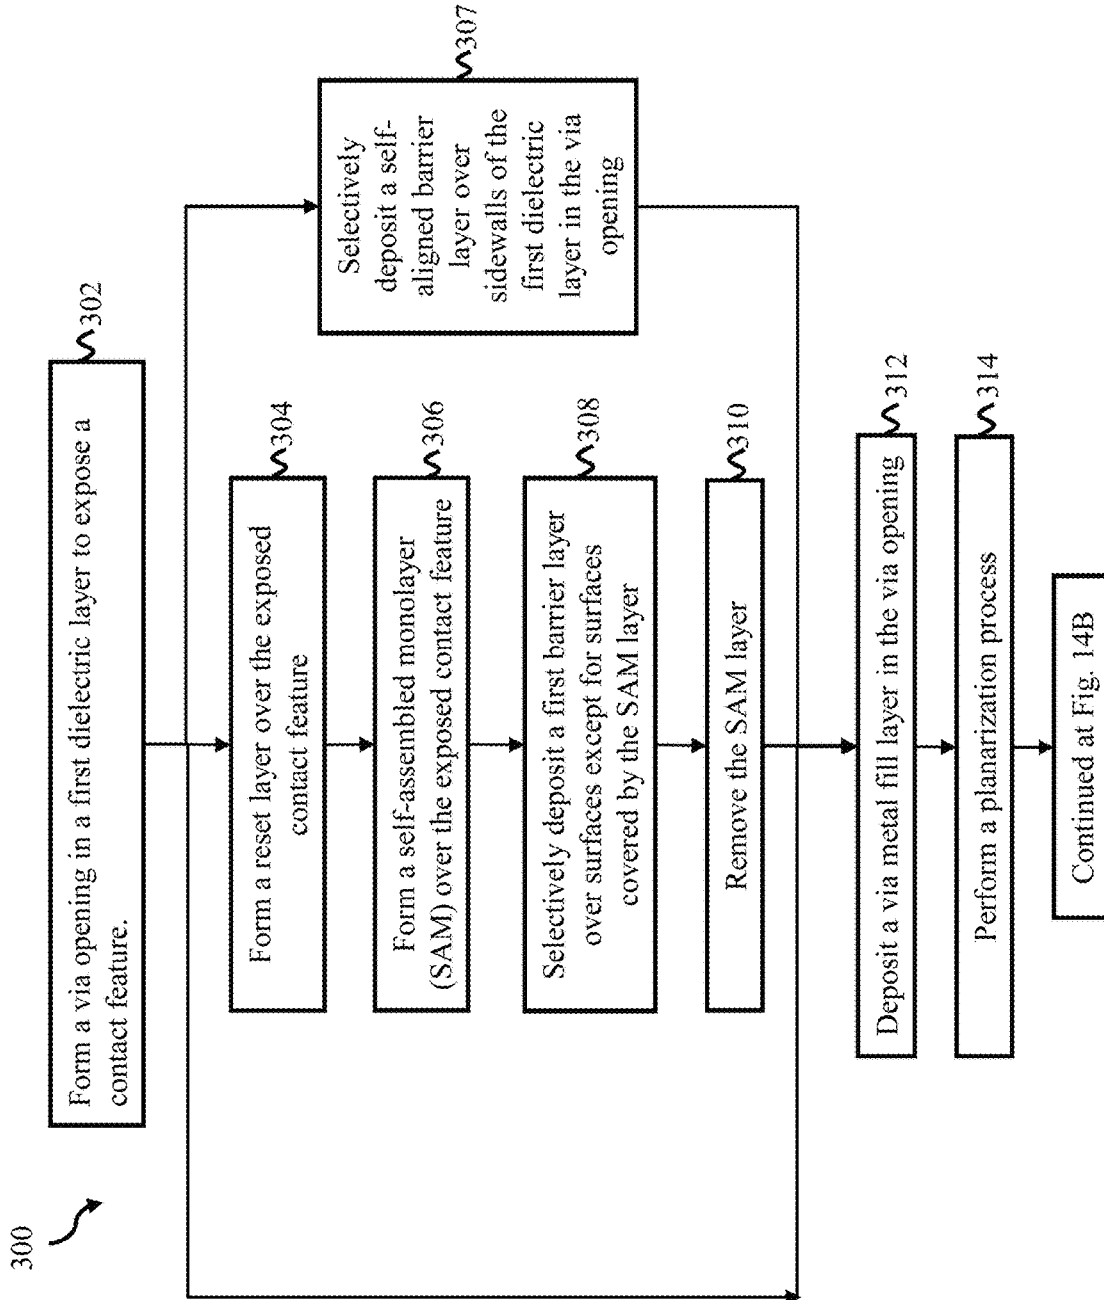 300
Form a via opening in a first dielectric layer to expose a
contact feature.
302
Form a reset layer over the exposed
contact feature
304
Form a self-assembled monolayer
(SAM) over the exposed contact feature
306
Selectively
deposit a self-
aligned barrier
layer over
sidewalls of the
first dielectric
layer in the via
opening
307
Selectively deposit a first barrier layer
over surfaces except for surfaces
covered by the SAM layer
308
Remove the SAM layer
310
Deposit a via metal fill layer in the via opening
312
Perform a planarization process
314
Continued at Fig. 14B